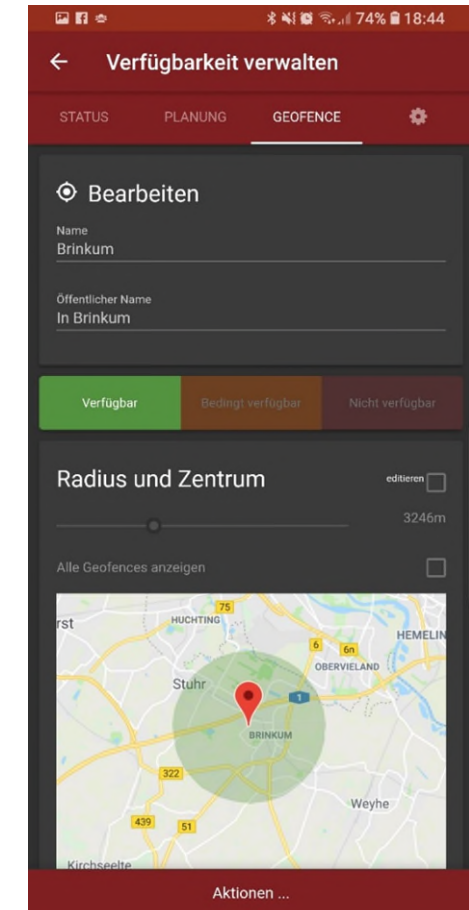 74% 18:44
Verfügbarkeit verwalten
STATUS PLANUNG GEOFENCE
Bearbeiten
Name
Brinkum
Öffentlicher Name
In Brinkum
Verfügbar Bedingt verfügbar Nicht verfügbar
Radius und Zentrum editieren
3246m
Alle Geofences anzeigen
75
rst HUCHTING
6 6n HEMELIN
OBERVIELAND
Stuhr
1
BRINKUM
322
Weyhe
439 51
Kirchseelte
Aktionen ...